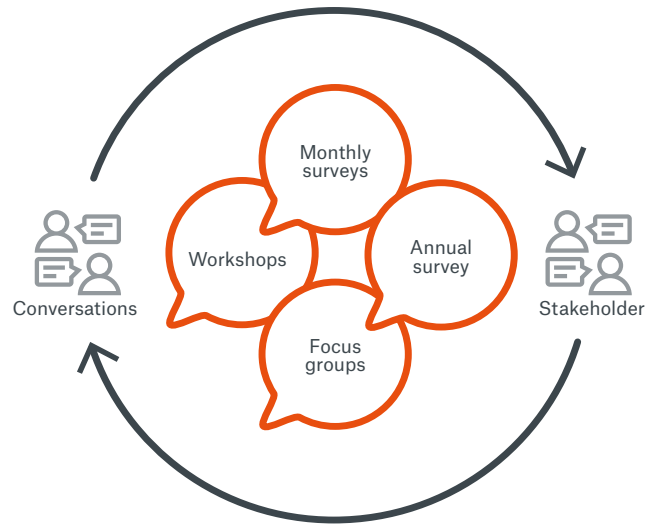 Monthly
surveys
Workshops
Annual
survey
Conversations
Stakeholder
Focus
groups